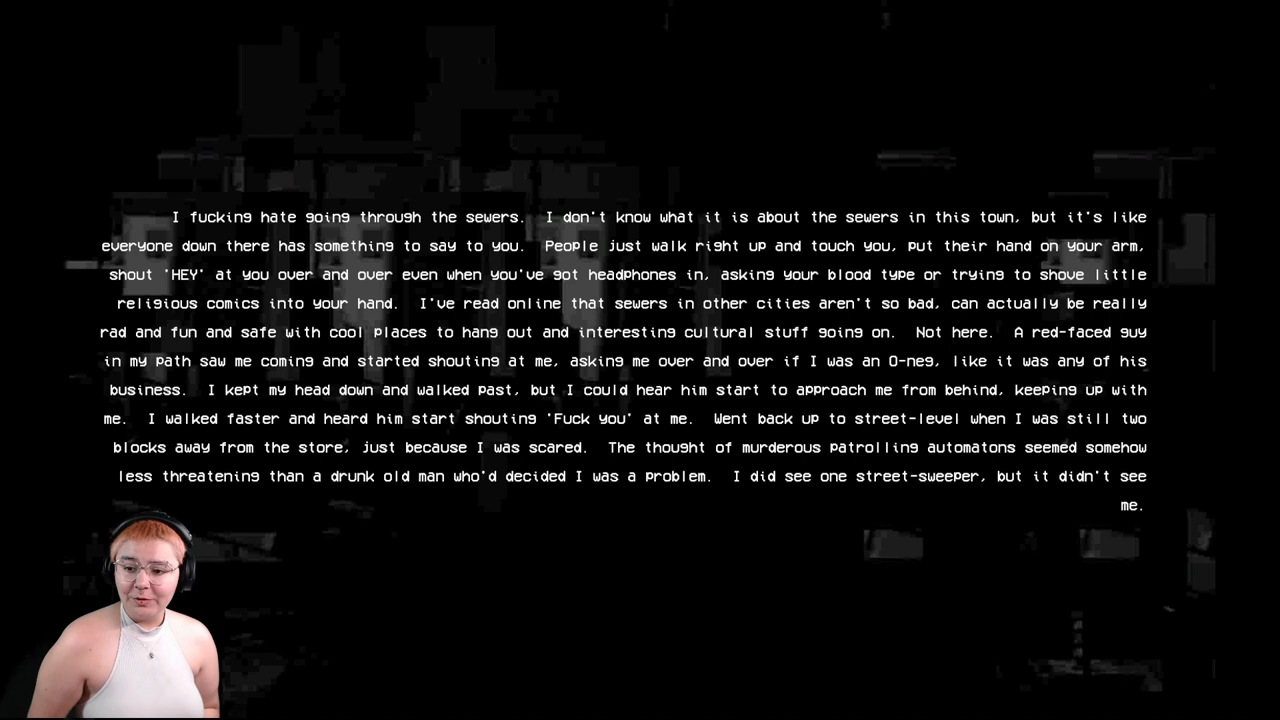 I fucking hate going through the sewers.  I don't know what it is about the sewers in this town, but it's like
everyone down there has something to say to you.  People just walk right up and touch you, put their hand on your arm,
shout 'HEY' at you over and over even when you've got headphones in, asking your blood type or trying to shove little
religious comics into your hand.  I've read online that sewers in other cities aren't so bad, can actually be really
rad and fun and safe with cool places to hang out and interesting cultural stuff going on.  Not here.  A red-faced guy
in my path saw me coming and started shouting at me, asking me over and over if I was an O-neg, like it was any of his
business.  I kept my head down and walked past, but I could hear him start to approach me from behind, keeping up with
me.  I walked faster and heard him start shouting 'Fuck you' at me.  Went back up to street-level when I was still two
blocks away from the store, just because I was scared.  The thought of murderous patrolling automatons seemed somehow
less threatening than a drunk old man who'd decided I was a problem.  I did see one street-sweeper, but it didn't see
me.